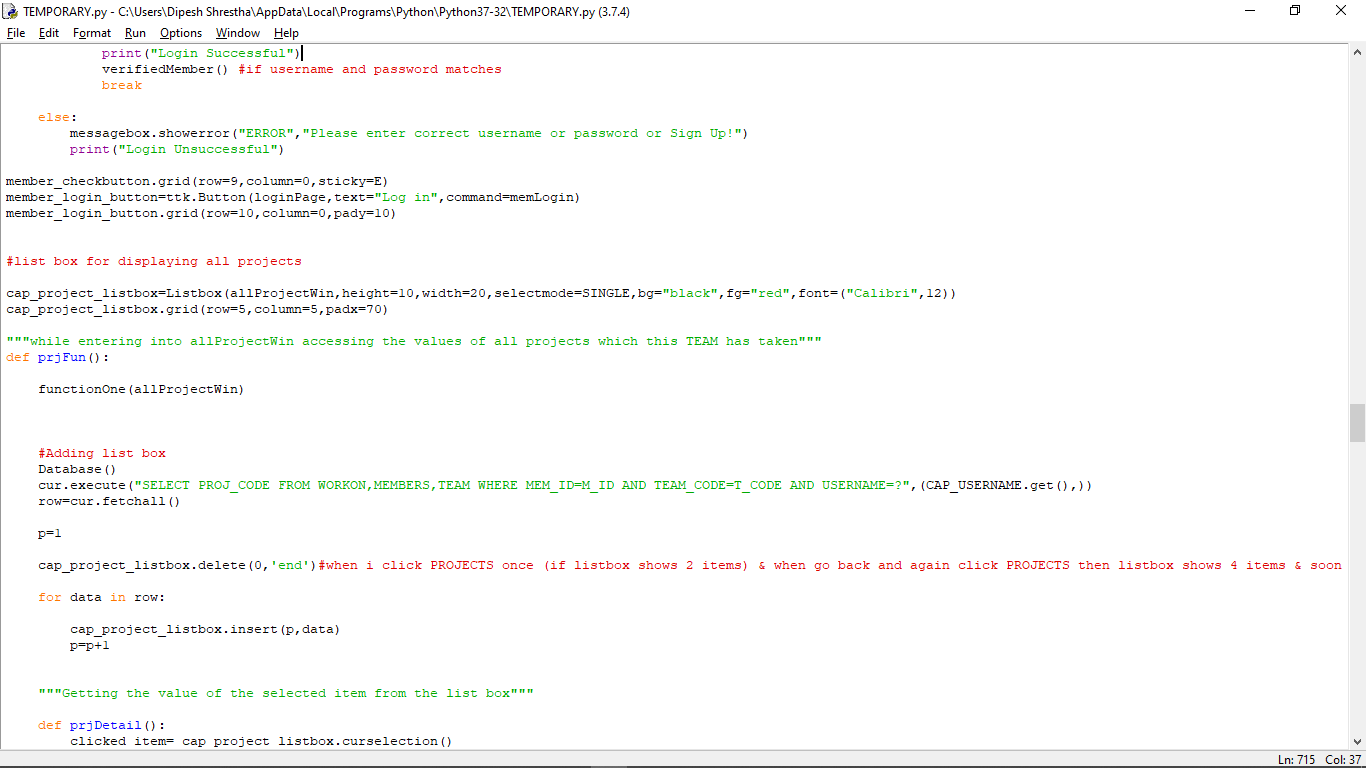 TEMPORARY.py - C:\Users\Dipesh Shrestha\AppData\Local\Programs\Python\Python37-32\TEMPORARY.py (3.7.4)
File Edit Format Run Options Window Help
            print("Login Successful")
            verifiedMember() #if username and password matches
            break

    else:
        messagebox.showerror("ERROR","Please enter correct username or password or Sign Up!")
        print("Login Unsuccessful")

member_checkbutton.grid(row=9,column=0,sticky=E)
member_login_button=ttk.Button(loginPage,text="Log in",command=memLogin)
member_login_button.grid(row=10,column=0,pady=10)

#list box for displaying all projects

cap_project_listbox=Listbox(allProjectWin,height=10,width=20,selectmode=SINGLE,bg="black",fg="red",font=("Calibri",12))
cap_project_listbox.grid(row=5,column=5,padx=70)

"""while entering into allProjectWin accessing the values of all projects which this TEAM has taken"""
def prjFun():

    functionOne(allProjectWin)

    #Adding list box
    Database()
    cur.execute("SELECT PROJ_CODE FROM WORKON,MEMBERS,TEAM WHERE MEM_ID=M_ID AND TEAM_CODE=T_CODE AND USERNAME=?",(CAP_USERNAME.get(),))
    row=cur.fetchall()

    p=1

    cap_project_listbox.delete(0,'end')#when i click PROJECTS once (if listbox shows 2 items) & when go back and again click PROJECTS then listbox shows 4 items & soon

    for data in row:

        cap_project_listbox.insert(p,data)
        p=p+1

    """Getting the value of the selected item from the list box"""

    def prjDetail():
        clicked_item= cap_project_listbox.curselection()
Ln: 715 Col: 37